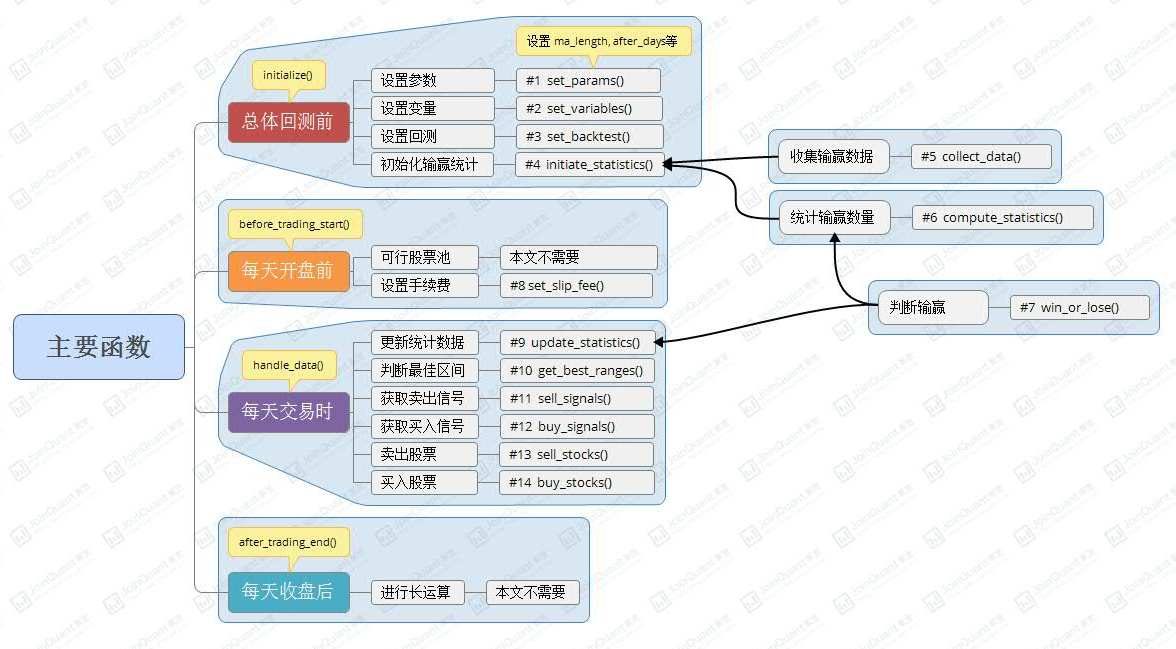 主要函数
设置 ma_length, after_days等
initialize()
总体回测前
设置参数
#1 set_params()
设置变量
#2 set_variables()
设置回测
#3 set_backtest()
初始化输赢统计
#4 initiate_statistics()
收集输赢数据
#5 collect_data()
统计输赢数量
#6 compute_statistics()
判断输赢
#7 win_or_lose()
before_trading_start()
每天开盘前
可行股票池
本文不需要
设置手续费
#8 set_slip_fee()
handle_data()
每天交易时
更新统计数据
#9 update_statistics()
判断最佳区间
#10 get_best_ranges()
获取卖出信号
#11 sell_signals()
获取买入信号
#12 buy_signals()
卖出股票
#13 sell_stocks()
买入股票
#14 buy_stocks()
after_trading_end()
每天收盘后
进行长运算
本文不需要
JoinQuant 聚宽